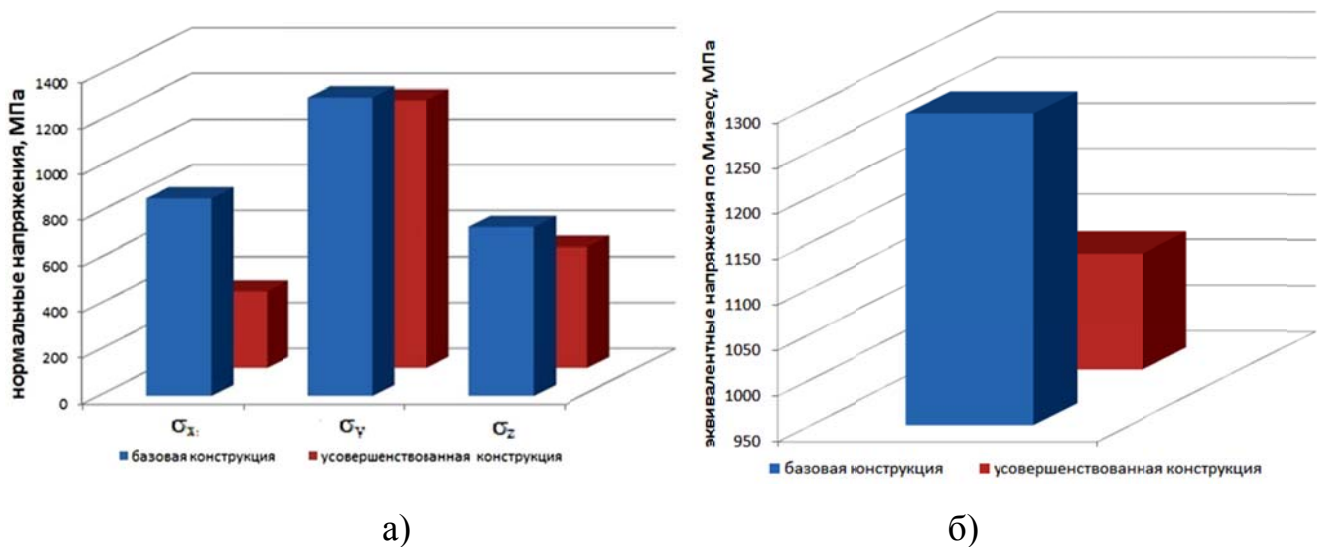 нормальные напряжения, МПа
1400
1200
1000
800
600
400
200
0
σx:
σy
σz
базовая конструкция
усовершенствованная конструкция
а)
эквивалентные напряжения по Мизесу, МПа
1300
1250
1200
1150
1100
1050
1000
950
базовая юнструкция
усовершенствованная конструкция
б)